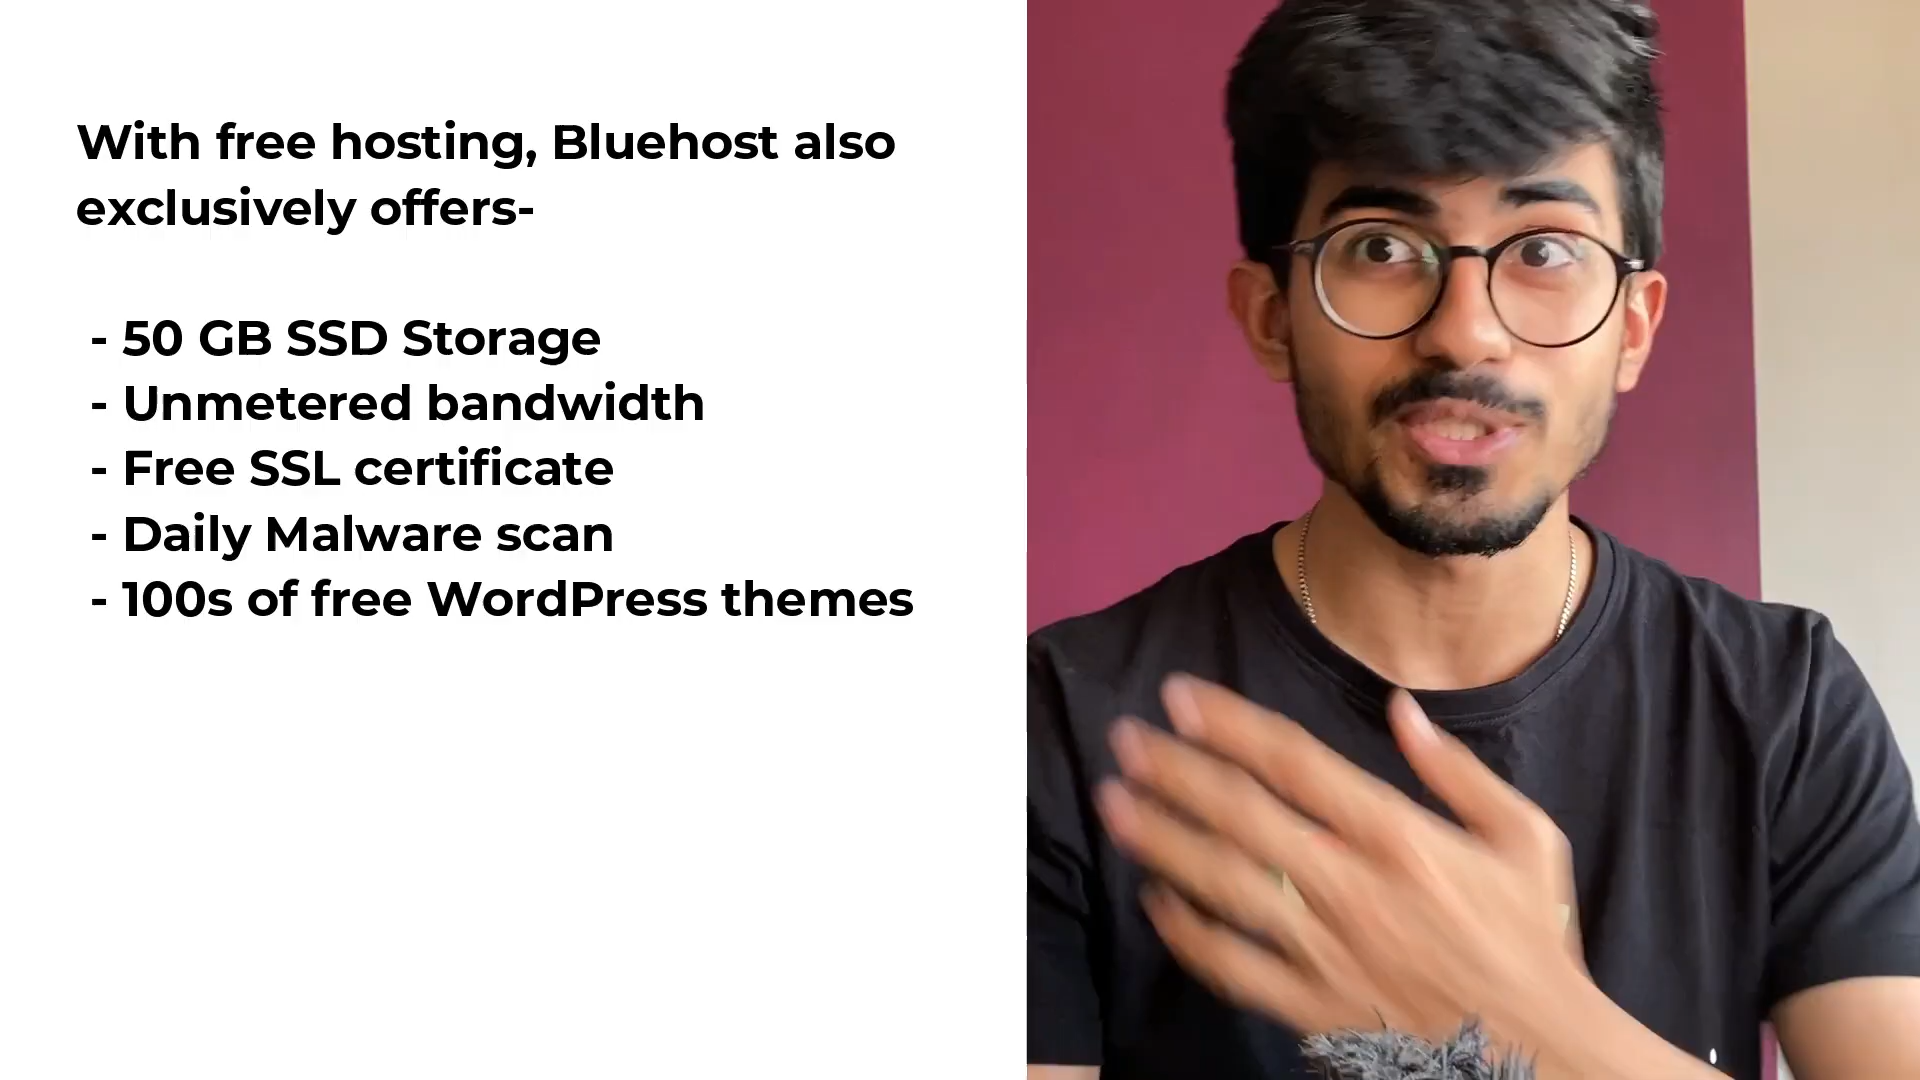 With free hosting, Bluehost also
exclusively offers-
- 50 GB SSD Storage
- Unmetered bandwidth
- Free SSL certificate
- Daily Malware scan
- 100s of free WordPress themes